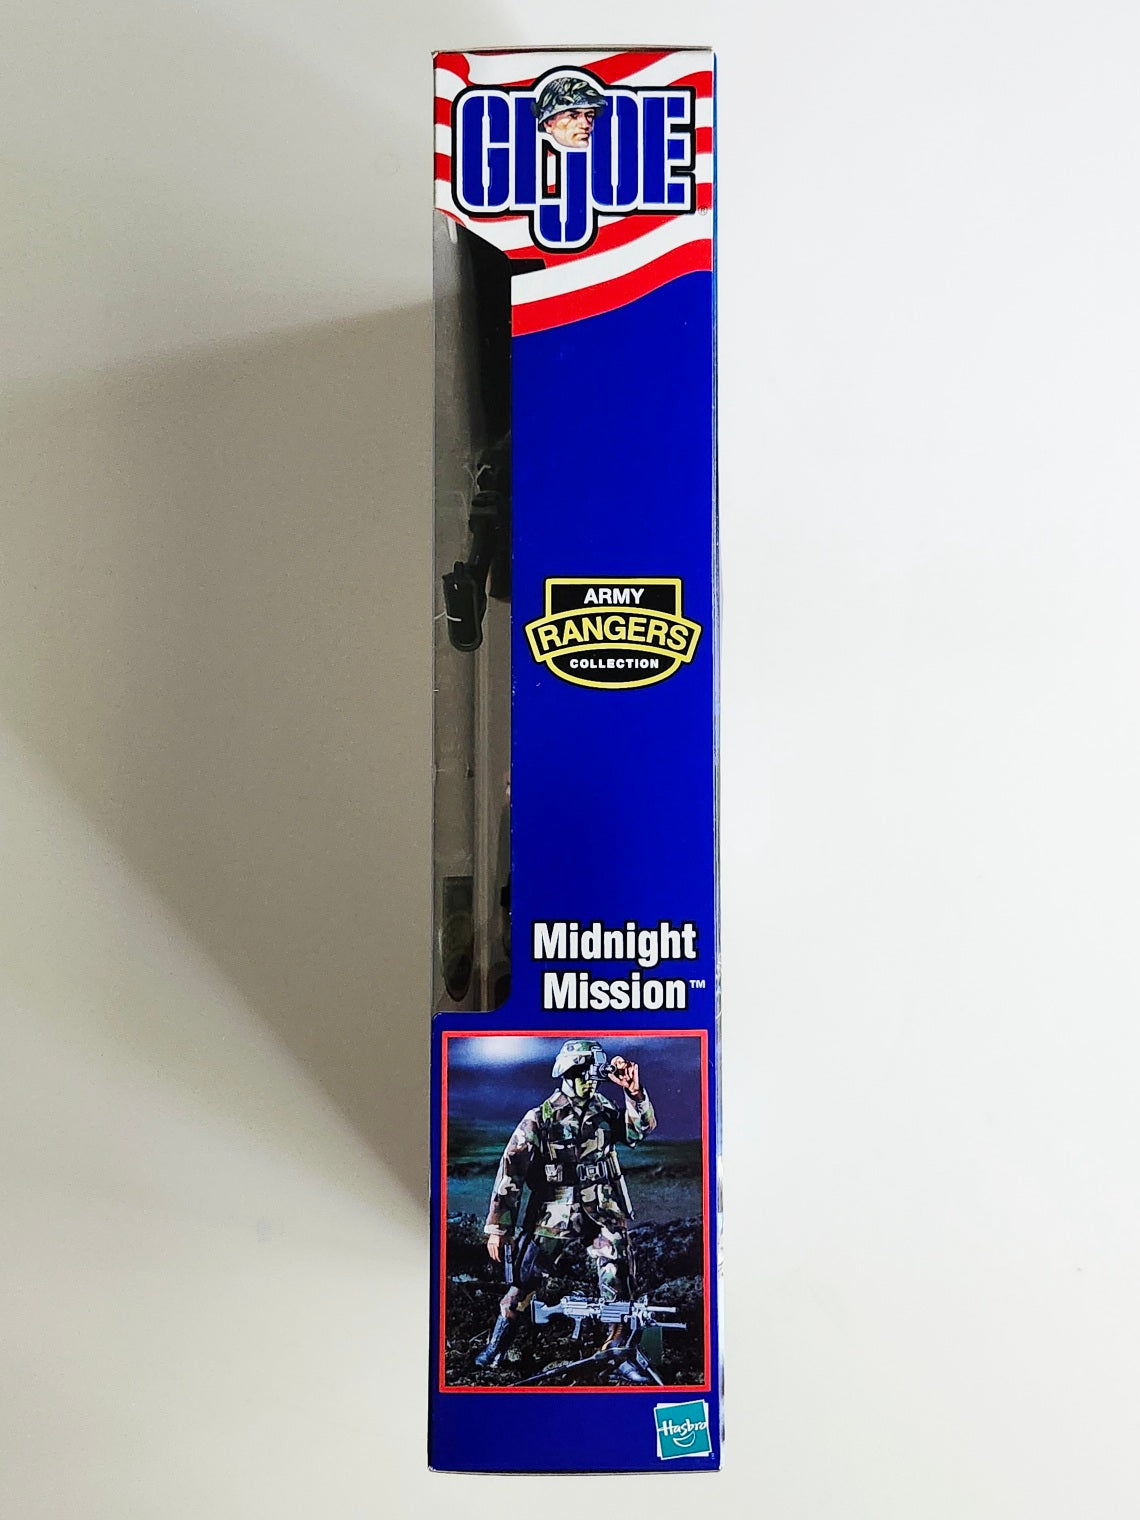 GI JOE
®
ARMY
RANGERS
COLLECTION
Midnight
Mission™
Hasbro